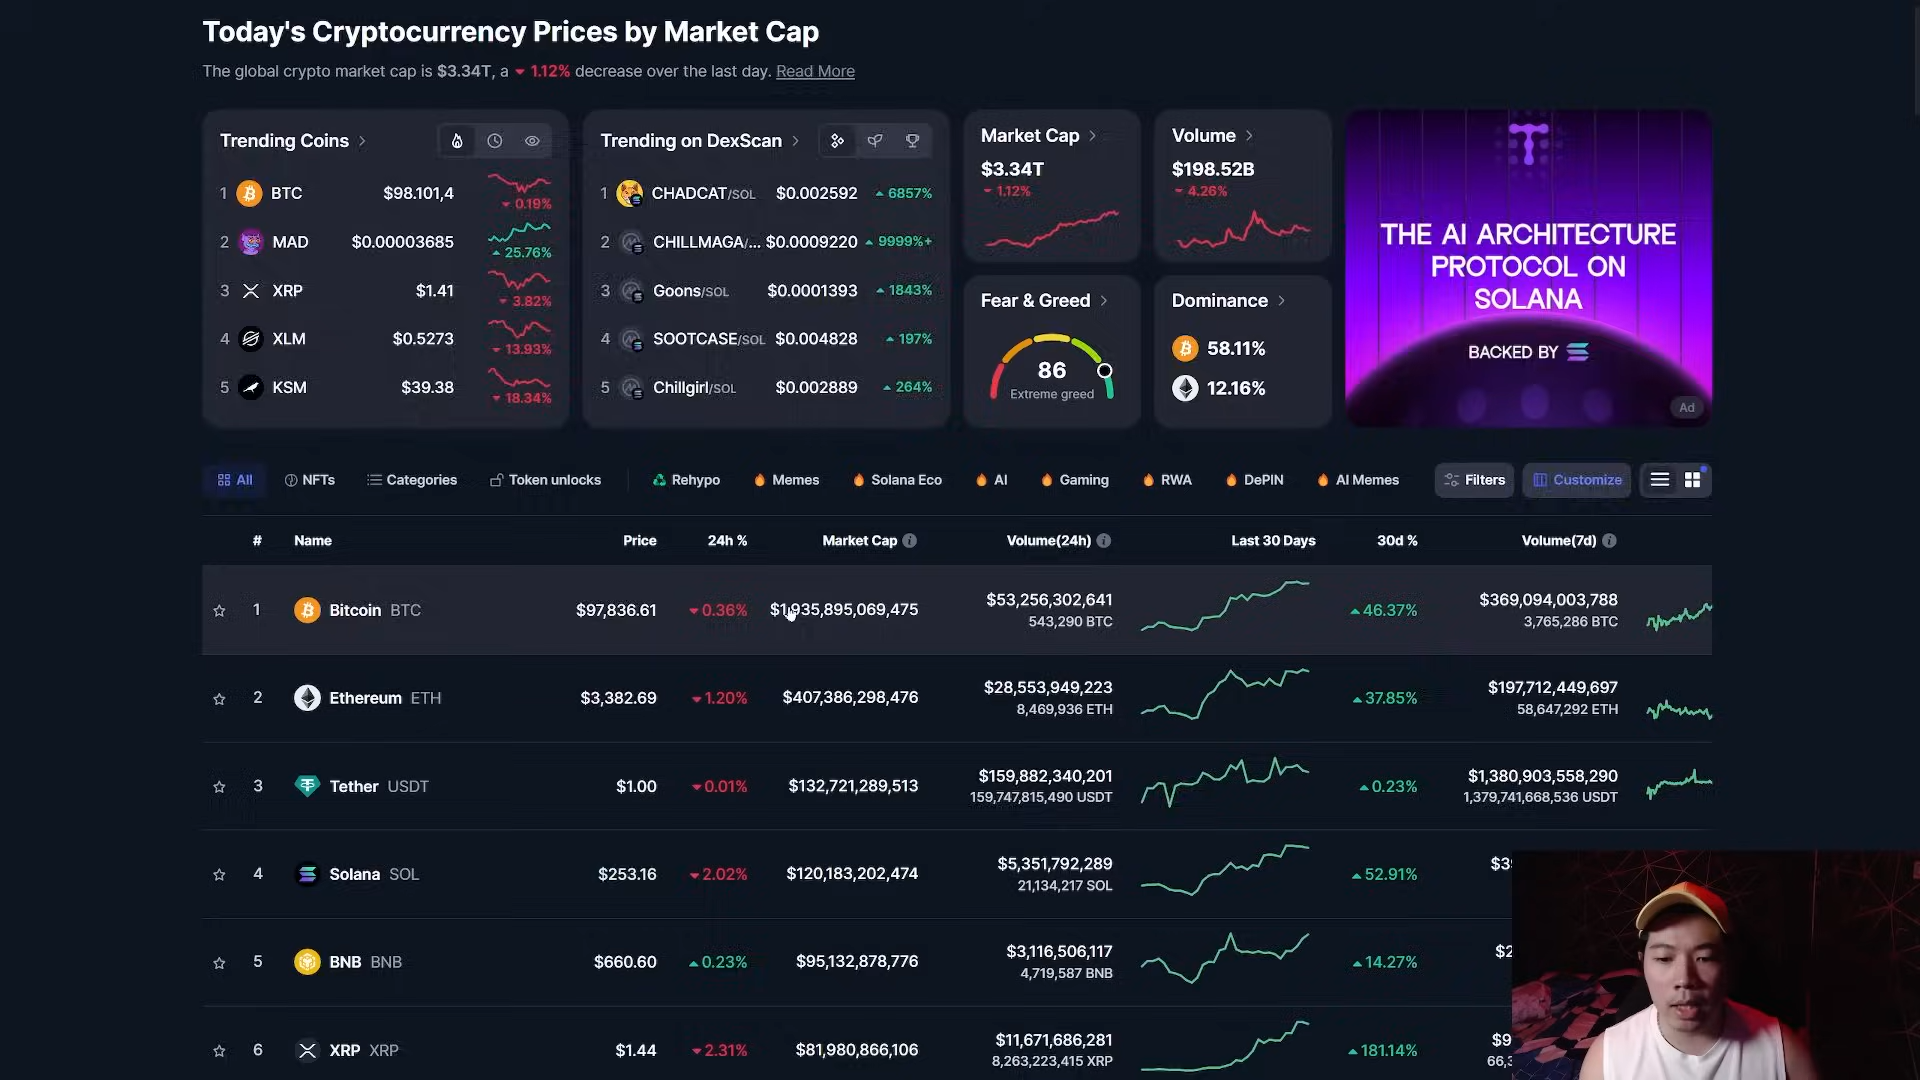 Today's Cryptocurrency Prices by Market Cap
The global crypto market cap is $3.34T, a 1.12% decrease over the last day. Read More
Trending Coins
1 BTC $98.101,4 0.19%
2 MAD $0.00003685 25.76%
3 XRP $1.41 3.82%
4 XLM $0.5273 13.93%
5 KSM $39.38 18.34%
Trending on DexScan
1 CHADCAT/SOL $0.002592 6857%
2 CHILLMAGA/... $0.0009220 9999%+
3 Goons/SOL $0.0001393 1843%
4 SOOTCASE/SOL $0.004828 197%
5 Chillgirl/SOL $0.002889 264%
Market Cap
$3.34T
1.12%
Volume
$198.52B
4.26%
Fear & Greed
86
Extreme greed
Dominance
58.11%
12.16%
THE AI ARCHITECTURE
PROTOCOL ON
SOLANA
BACKED BY
Ad
All NFTs Categories Token unlocks Rehypo Memes Solana Eco AI Gaming RWA DePIN AI Memes Filters Customize
# Name Price 24h % Market Cap Volume(24h) Last 30 Days 30d % Volume(7d)
1 Bitcoin BTC $97,836.61 0.36% $1,935,895,069,475 $53,256,302,641 46.37% $369,094,003,788
543,290 BTC 3,765,286 BTC
2 Ethereum ETH $3,382.69 1.20% $407,386,298,476 $28,553,949,223 37.85% $197,712,449,697
8,469,936 ETH 58,647,292 ETH
3 Tether USDT $1.00 0.01% $132,721,289,513 $159,882,340,201 0.23% $1,380,903,558,290
159,747,815,490 USDT 1,379,741,668,536 USDT
4 Solana SOL $253.16 2.02% $120,183,202,474 $5,351,792,289 52.91%
21,134,217 SOL
5 BNB BNB $660.60 0.23% $95,132,878,776 $3,116,506,117 14.27% $2
4,719,587 BNB
6 XRP XRP $1.44 2.31% $81,980,866,106 $11,671,686,281 181.14% $9
8,263,223,415 XRP 66,